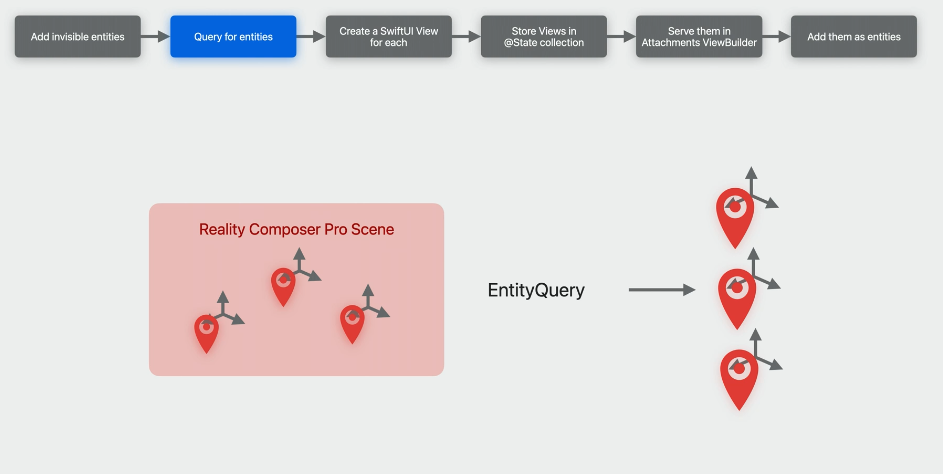 Add invisible entities
Query for entities
Create a SwiftUI View
for each
Store Views in
@State collection
Serve them in
Attachments ViewBuilder
Add them as entities
Reality Composer Pro Scene
EntityQuery